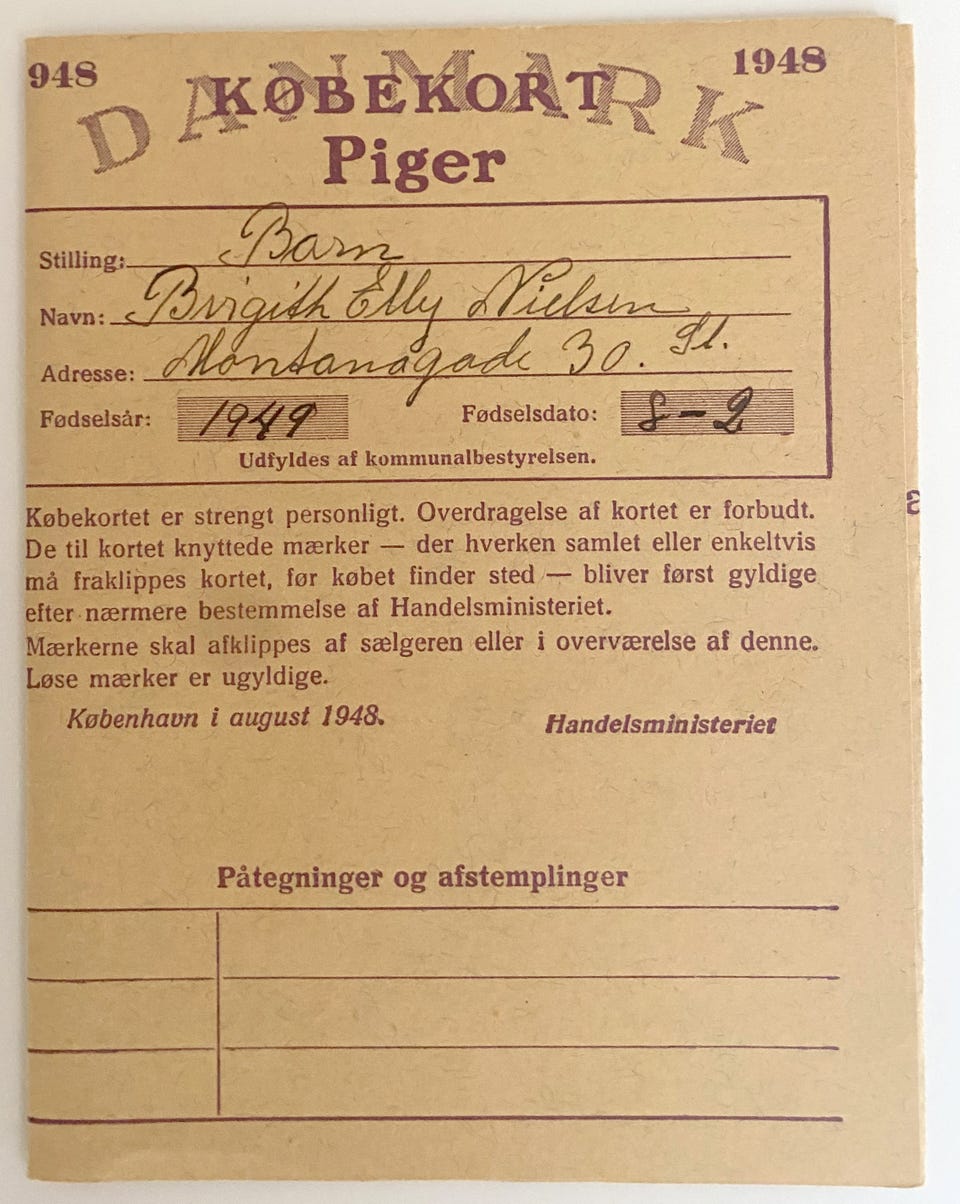 948 1948
DANMARK
KØBEKORT
Piger
Stilling: Barn
Navn: Birgith Elly Nielsen
Adresse: Montanagade 30. St.
Fødselsår: 1949 Fødselsdato: 8-2
Udfyldes af kommunalbestyrelsen.
Købekortet er strengt personligt. Overdragelse af kortet er forbudt.
De til kortet knyttede mærker — der hverken samlet eller enkeltvis
må fraklippes kortet, før købet finder sted — bliver først gyldige
efter nærmere bestemmelse af Handelsministeriet.
Mærkerne skal afklippes af sælgeren eller i overværelse af denne.
Løse mærker er ugyldige.
København i august 1948. Handelsministeriet
Påtegninger og afstemplinger